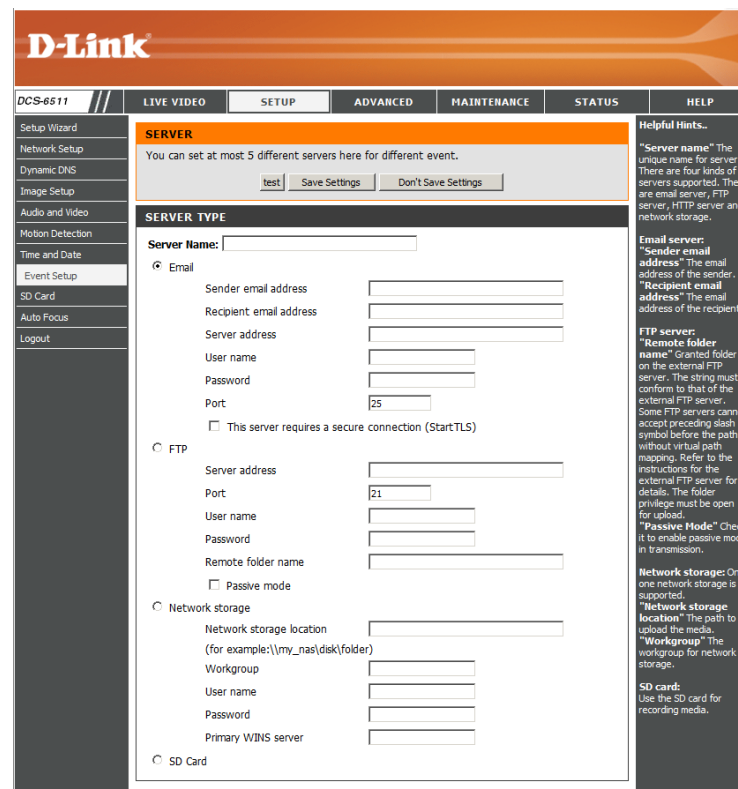 D-Link
DCS-6511
LIVE VIDEO
SETUP
ADVANCED
MAINTENANCE
STATUS
HELP
Setup Wizard
Network Setup
Dynamic DNS
Image Setup
Audio and Video
Motion Detection
Time and Date
Event Setup
SD Card
Auto Focus
Logout
SERVER
You can set at most 5 different servers here for different event.
test Save Settings Don't Save Settings
SERVER TYPE
Server Name:
Email
Sender email address
Recipient email address
Server address
User name
Password
Port 25
This server requires a secure connection (StartTLS)
FTP
Server address
Port 21
User name
Password
Remote folder name
Passive mode
Network storage
Network storage location
(for example:\\my_nas\disk\folder)
Workgroup
User name
Password
Primary WINS server
SD Card
Helpful Hints..
"Server name" The
unique name for server
There are four kinds of
servers supported. The
are email server, FTP
server, HTTP server an
network storage.
Email server:
"Sender email
address" The email
address of the sender.
"Recipient email
address" The email
address of the recipient
FTP server:
"Remote folder
name" Granted folder
on the external FTP
server. The string must
conform to that of the
external FTP server.
Some FTP servers cann
accept preceding slash
symbol before the path
without virtual path
mapping. Refer to the
instructions for the
external FTP server for
details. The folder
privilege must be open
for upload.
"Passive Mode" Che
it to enable passive mod
in transmission.
Network storage: On
one network storage is
supported.
"Network storage
location" The path to
upload the media.
"Workgroup" The
workgroup for network
storage.
SD card:
Use the SD card for
recording media.